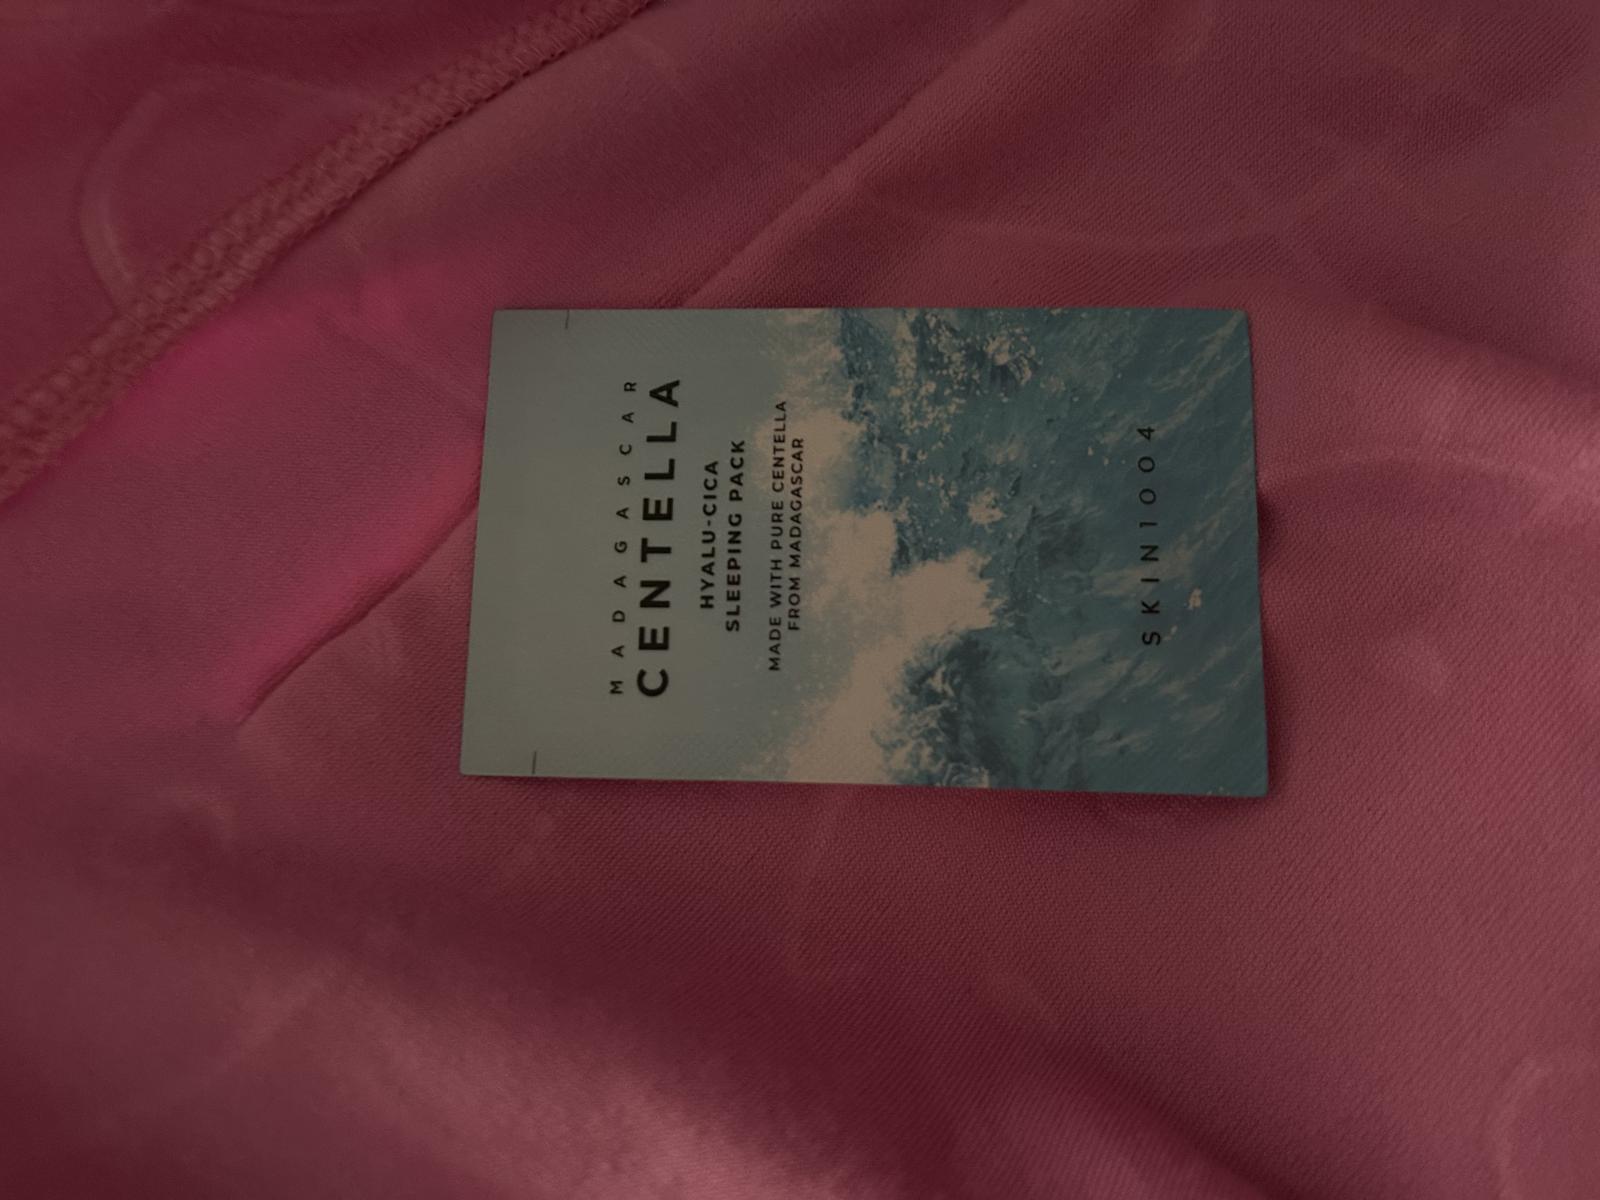 MADAGASCAR
CENTELLA
HYALU-CICA
SLEEPING PACK
MADE WITH PURE CENTELLA
FROM MADAGASCAR
SKIN1004